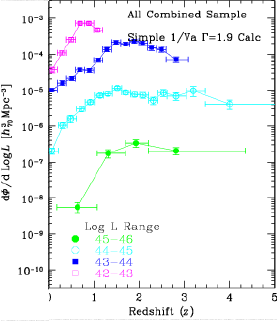 All Combined Sample
Simple 1/Va Γ=1.9 Calc
dϕ/d LogL [h³₇₀ Mpc⁻³]
10⁻³
10⁻⁴
10⁻⁵
10⁻⁶
10⁻⁷
10⁻⁸
10⁻⁹
10⁻¹⁰
Log L Range
45-46
44-45
43-44
42-43
0 1 2 3 4 5
Redshift (z)